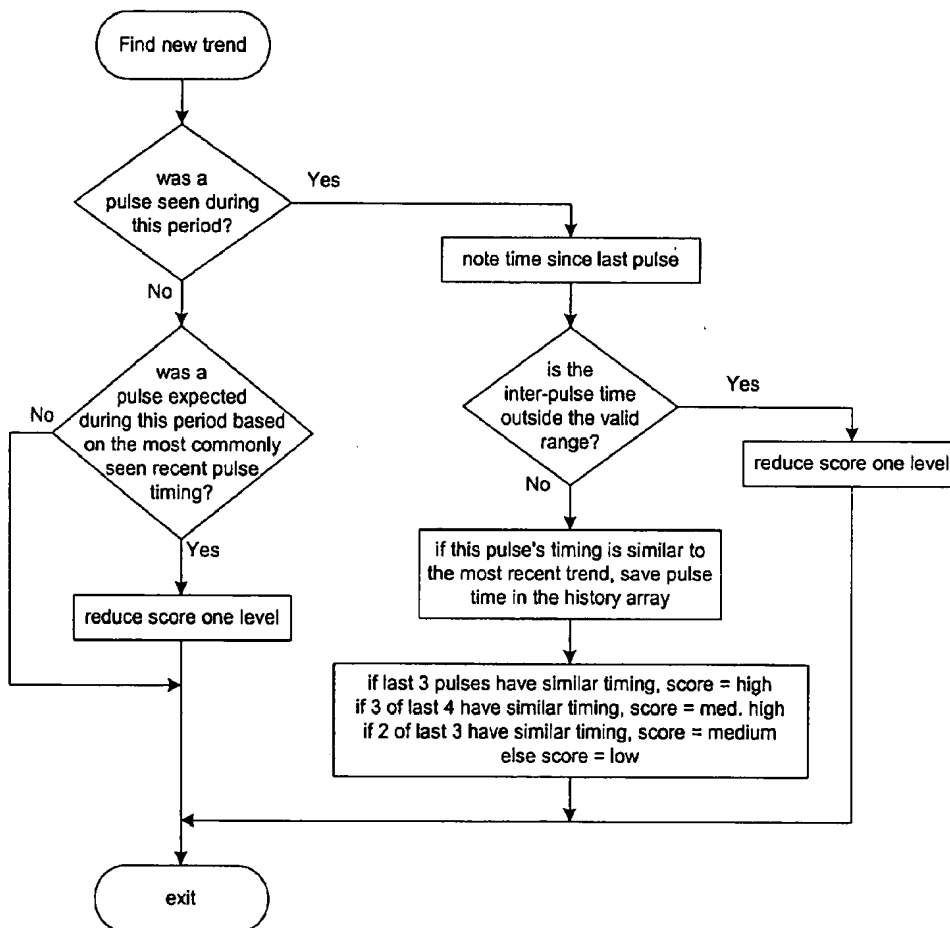 Find new trend
was a
pulse seen during
this period?
Yes
No
note time since last pulse
was a
pulse expected
during this period based
on the most commonly
seen recent pulse
timing?
No
Yes
reduce score one level
is the
inter-pulse time
outside the valid
range?
Yes
No
reduce score one level
if this pulse's timing is similar to
the most recent trend, save pulse
time in the history array
if last 3 pulses have similar timing, score = high
if 3 of last 4 have similar timing, score = med. high
if 2 of last 3 have similar timing, score = medium
else score = low
exit